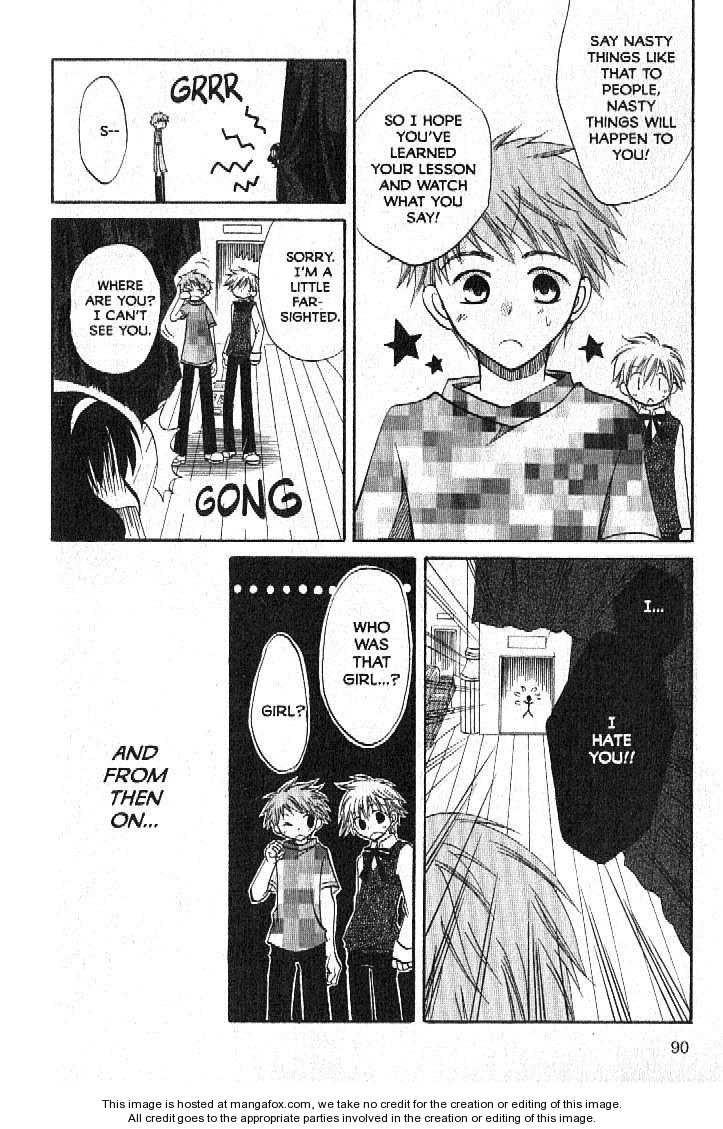 SAY NASTY
THINGS LIKE
THAT TO
PEOPLE,
NASTY
THINGS WILL
HAPPEN TO
YOU!
SO I HOPE
YOU'VE
LEARNED
YOUR LESSON
AND WATCH
WHAT YOU
SAY!
GRRR
S--
SORRY.
I'M A
LITTLE
FAR-
SIGHTED.
WHERE
ARE YOU?
I CAN'T
SEE YOU.
GONG
I...
I
HATE
YOU!!
WHO
WAS
THAT
GIRL...?
GIRL?
AND
FROM
THEN
ON...
90
This image is hosted at mangafox.com, we take no credit for the creation or editing of this image.
All credit goes to the appropriate parties involved in the creation or editing of this image.